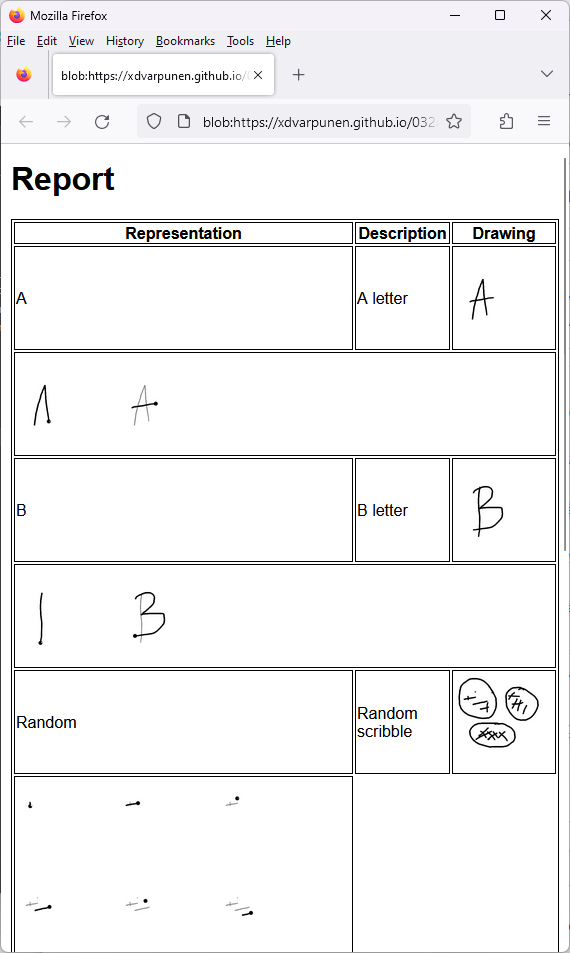 Mozilla Firefox
File Edit View History Bookmarks Tools Help
blob:https://xdvarpunen.github.io/0
blob:https://xdvarpunen.github.io/032
Report
Representation Description Drawing
A A letter A
A
B B letter B
B
Random Random scribble